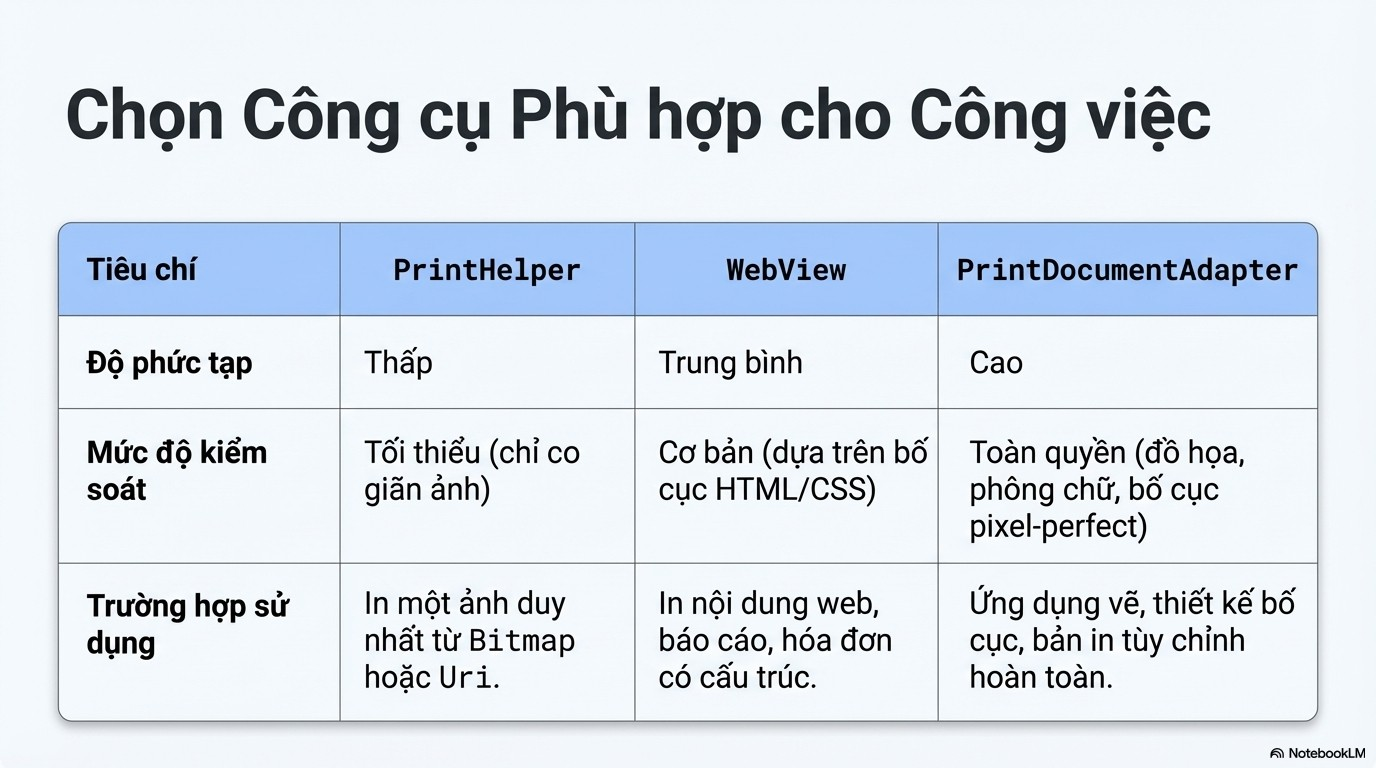 Chọn Công cụ Phù hợp cho Công việc
Tiêu chí
PrintHelper
WebView
PrintDocumentAdapter
Độ phức tạp
Thấp
Trung bình
Cao
Mức độ kiểm
soát
Tối thiểu (chỉ co
giãn ảnh)
Cơ bản (dựa trên bố
cục HTML/CSS)
Toàn quyền (đồ họa,
phông chữ, bố cục
pixel-perfect)
Trường hợp sử
dụng
In một ảnh duy
nhất từ Bitmap
hoặc Uri.
In nội dung web,
báo cáo, hóa đơn
có cấu trúc.
Ứng dụng vẽ, thiết kế bố
cục, bản in tùy chỉnh
hoàn toàn.
NotebookLM